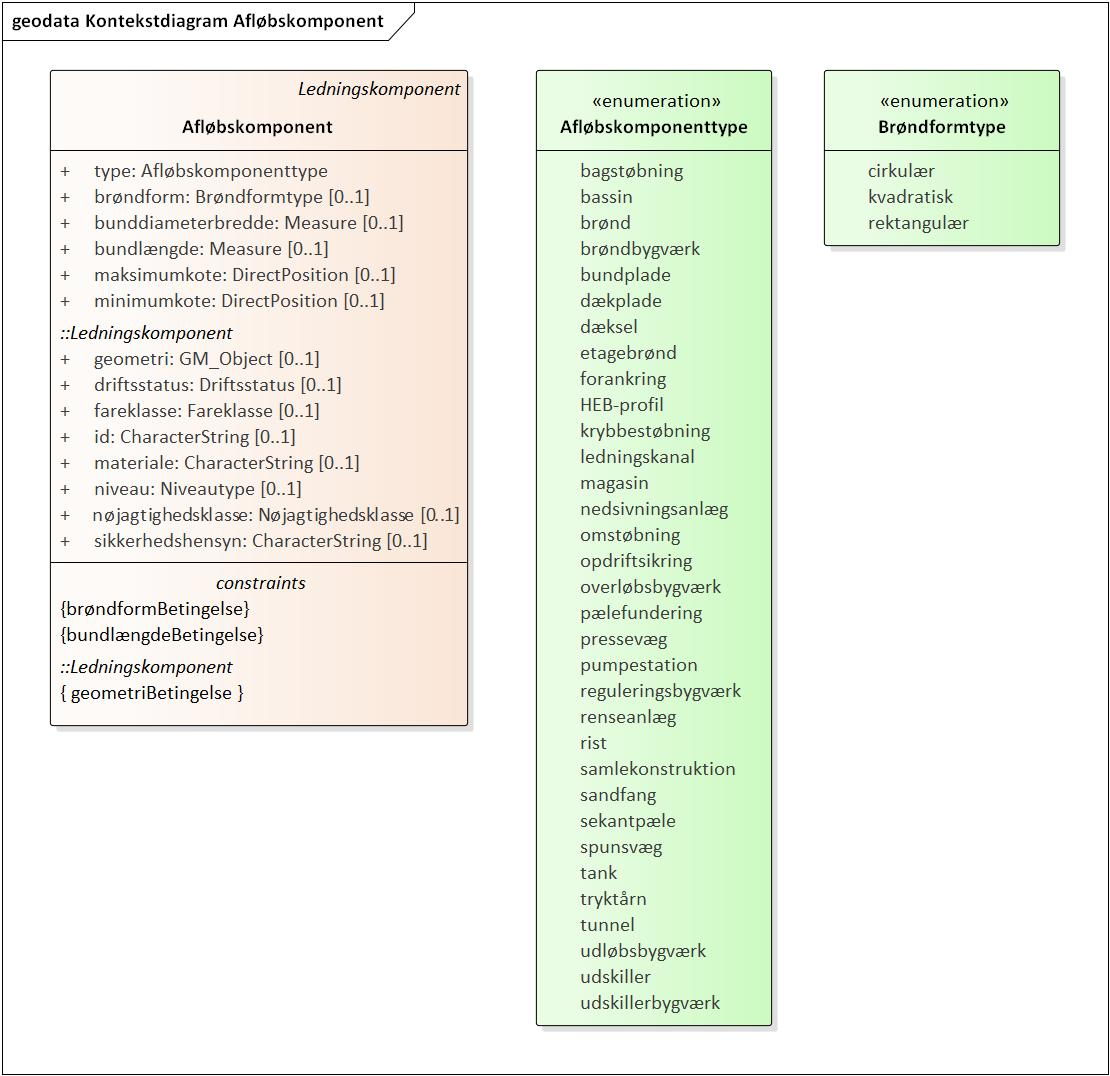 geodata Kontekstdiagram Afløbskomponent
Ledningskomponent
Afløbskomponent
+ type: Afløbskomponenttype
+ brøndform: Brøndformtype [0..1]
+ bunddiameterbredde: Measure [0..1]
+ bundlængde: Measure [0..1]
+ maksimumkote: DirectPosition [0..1]
+ minimumkote: DirectPosition [0..1]
::Ledningskomponent
+ geometri: GM_Object [0..1]
+ driftsstatus: Driftsstatus [0..1]
+ fareklasse: Fareklasse [0..1]
+ id: CharacterString [0..1]
+ materiale: CharacterString [0..1]
+ niveau: Niveautype [0..1]
+ nøjagtighedsklasse: Nøjagtighedsklasse [0..1]
+ sikkerhedshensyn: CharacterString [0..1]
constraints
{brøndformBetingelse}
{bundlængdeBetingelse}
::Ledningskomponent
{ geometriBetingelse }
«enumeration»
Afløbskomponenttype
bagstøbning
bassin
brønd
brøndbygværk
bundplade
dækplade
dæksel
etagebrønd
forankring
HEB-profil
krybbestøbning
ledningskanal
magasin
nedsivningsanlæg
omstøbning
opdriftsikring
overløbsbygværk
pælefundering
pressevæg
pumpestation
reguleringsbygværk
renseanlæg
rist
samlekonstruktion
sandfang
sekantpæle
spunsvæg
tank
tryktårn
tunnel
udløbsbygværk
udskiller
udskillerbygværk
«enumeration»
Brøndformtype
cirkulær
kvadratisk
rektangulær